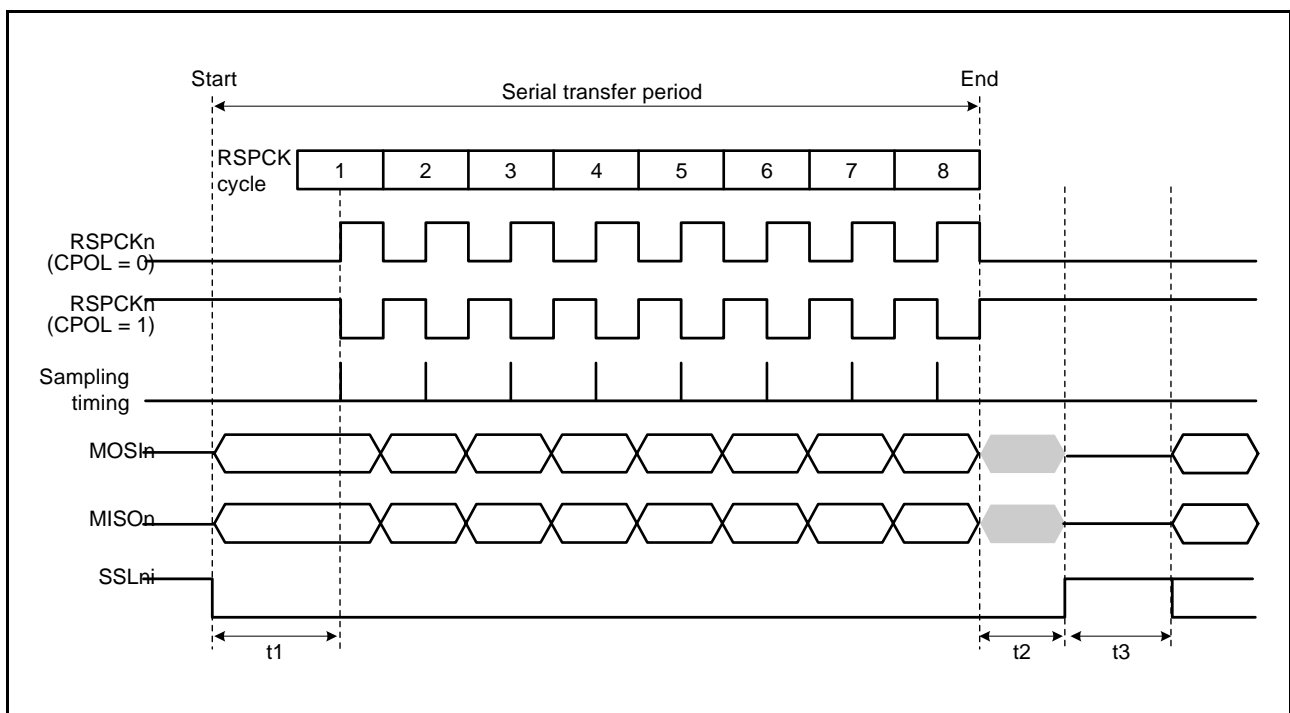 Start
End
Serial transfer period
RSPCK
cycle
1 2 3 4 5 6 7 8
RSPCKn
(CPOL = 0)
RSPCKn
(CPOL = 1)
Sampling
timing
MOSIn
MISOn
SSLni
t1
t2
t3